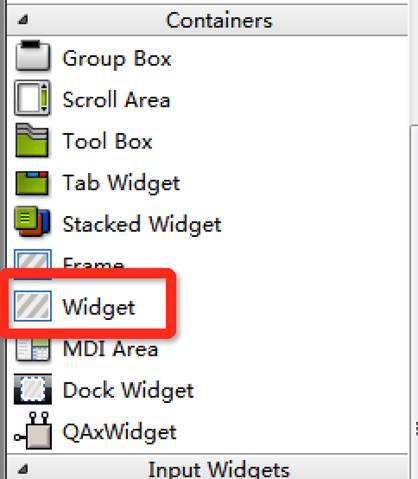 Containers
Group Box
Scroll Area
Tool Box
Tab Widget
Stacked Widget
Frame
Widget
MDI Area
Dock Widget
QAxWidget
Input Widgets